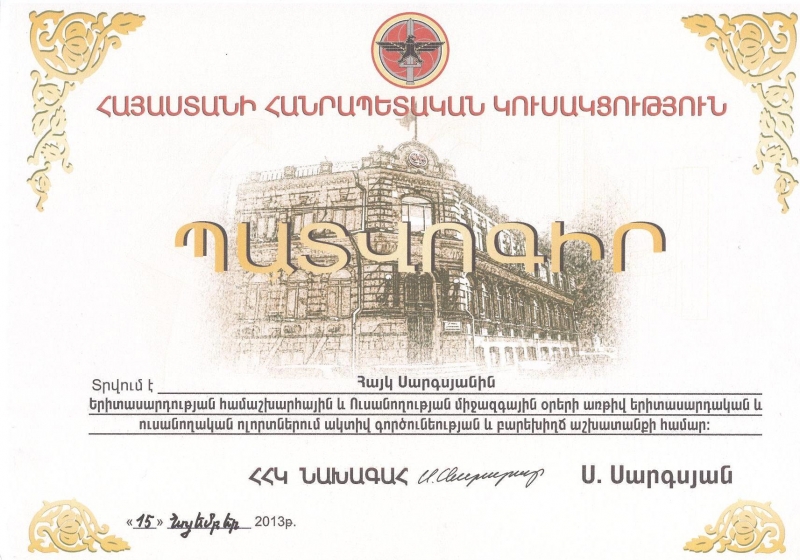 ՀԱՅԱՍՏԱՆԻ ՀԱՆՐԱՊԵՏԱԿԱՆ ԿՈՒՍԱԿՑՈՒԹՅՈՒՆ
ՊԱՏՎՈԳԻՐ
Տրվում է Հայկ Սարգսյանին
Երիտասարդության համաշխարհային և Ուսանողության միջազգային օրերի առթիվ երիտասարդական և
ուսանողական ոլորտներում ակտիվ գործունեության և բարեխիղճ աշխատանքի համար:
ՀՀԿ ՆԱԽԱԳԱՀ Ս. Սարգսյան
«15» նոյեմբեր 2013թ.